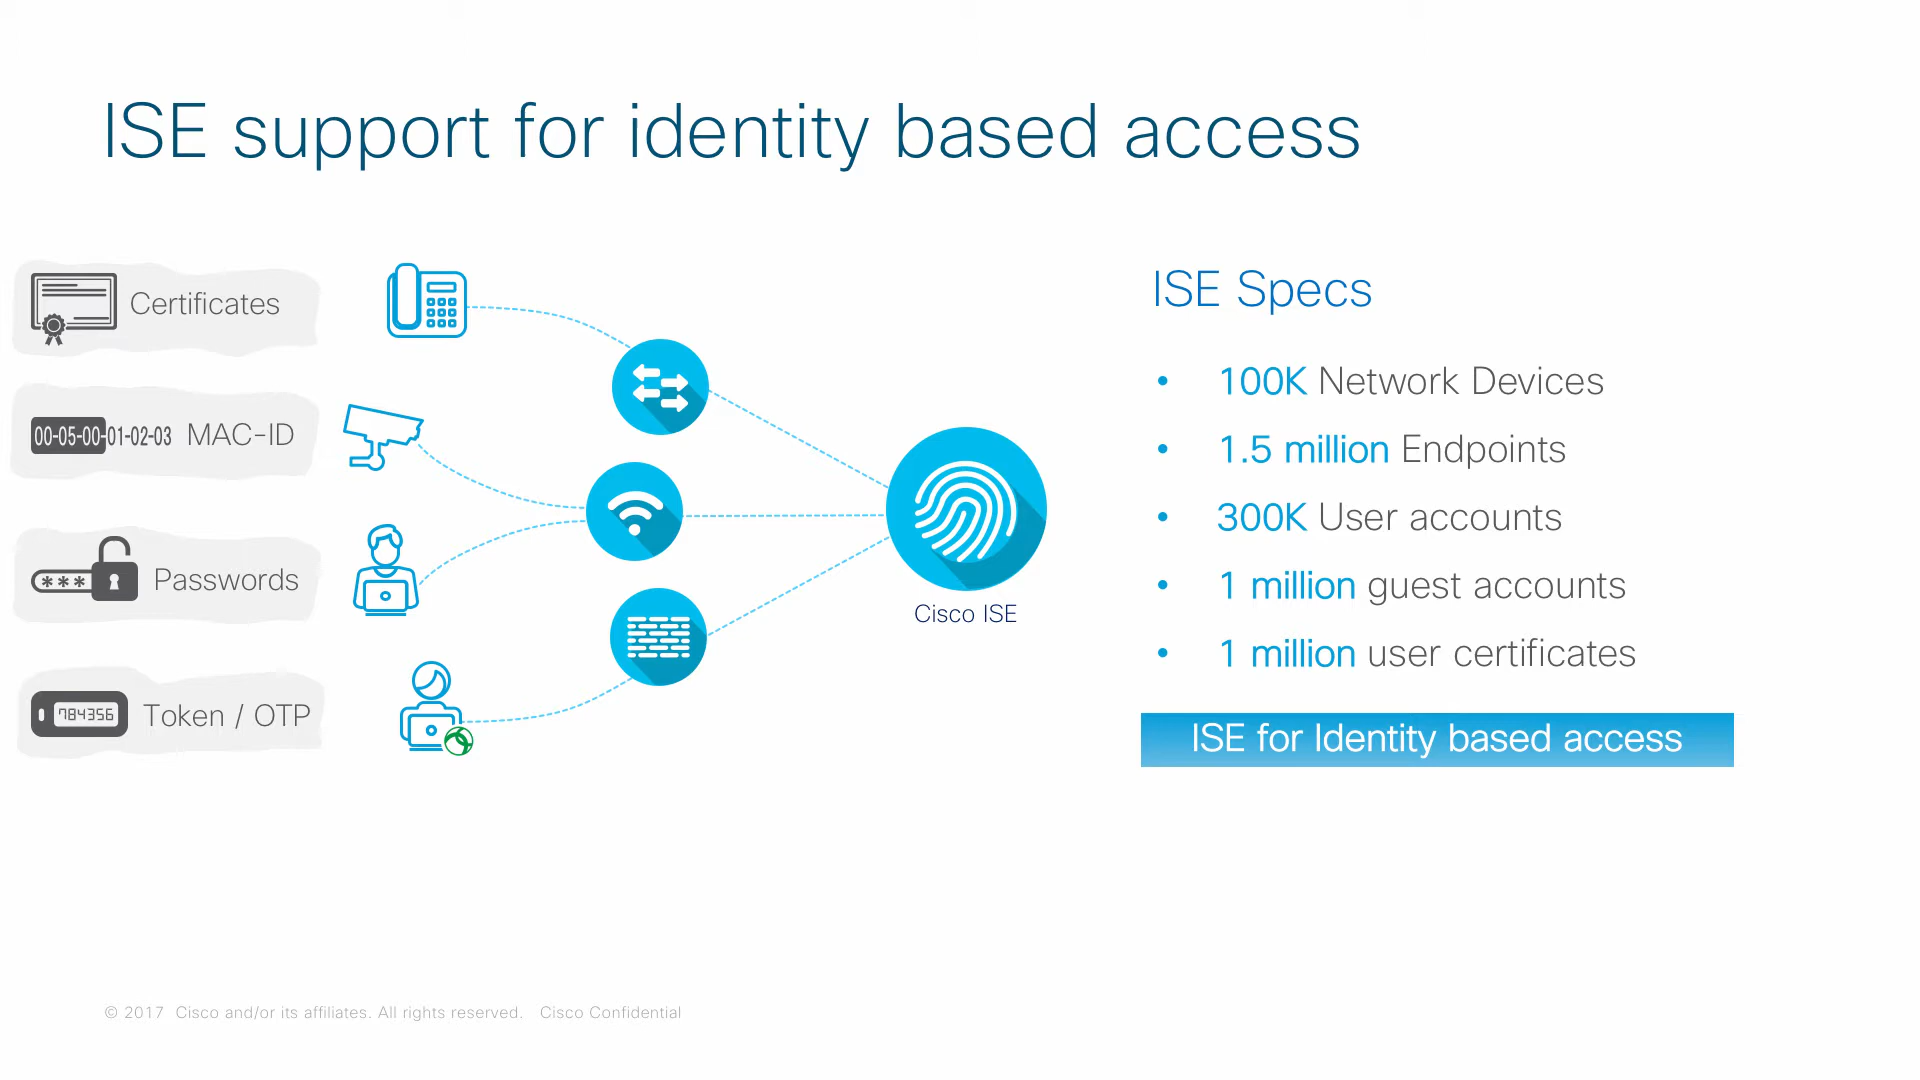 ISE support for identity based access
Certificates
00-05-00-01-02-03 MAC-ID
*** Passwords
784356 Token / OTP
Cisco ISE
ISE Specs
• 100K Network Devices
• 1.5 million Endpoints
• 300K User accounts
• 1 million guest accounts
• 1 million user certificates
ISE for Identity based access
© 2017 Cisco and/or its affiliates. All rights reserved. Cisco Confidential